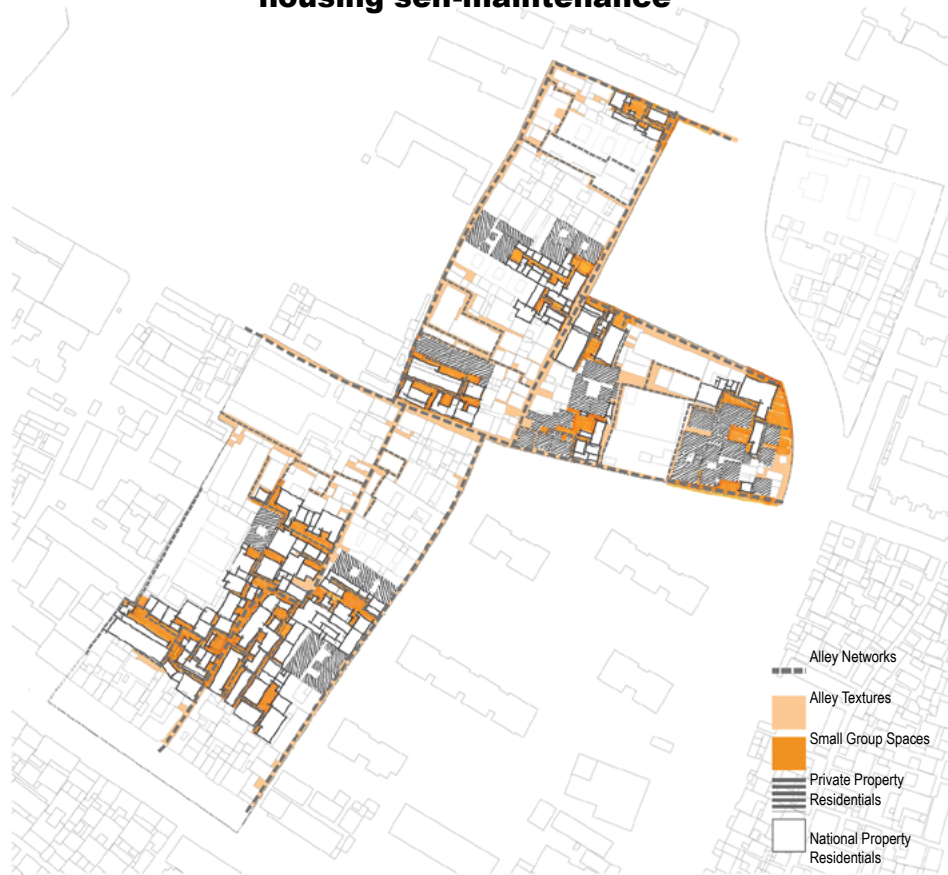 housing self-maintenance
Alley Networks
Alley Textures
Small Group Spaces
Private Property
Residentials
National Property
Residentials